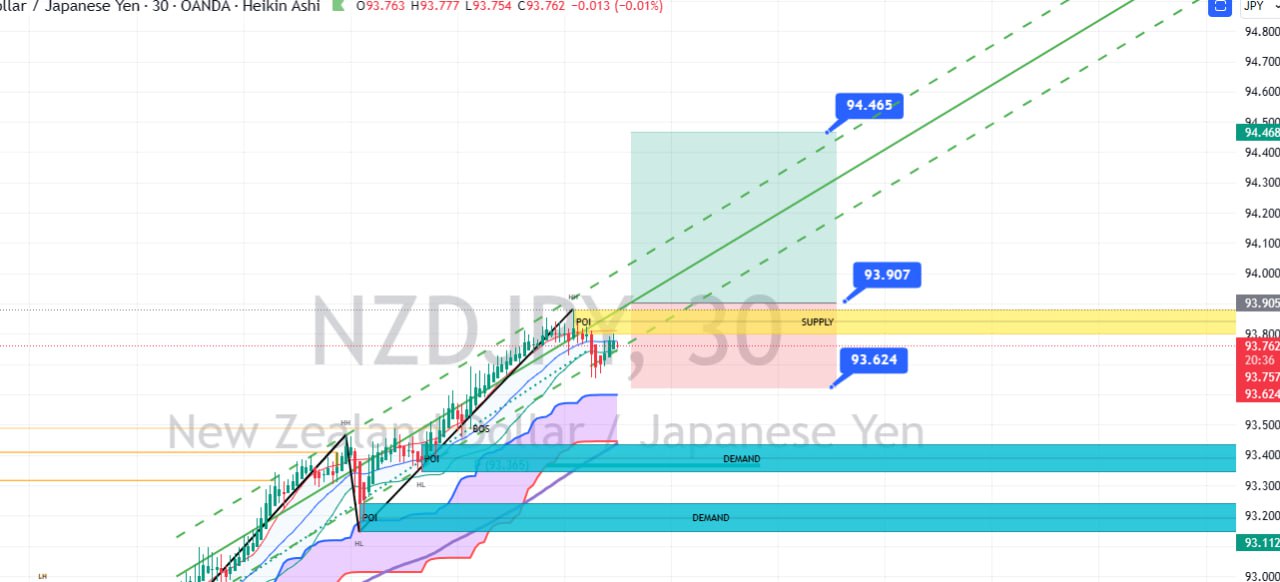 ollar / Japanese Yen · 30 · OANDA · Heikin Ashi O93.763 H93.777 L93.754 C93.762 −0.013 (−0.01%)
JPY
94.800
94.700
94.600
94.465
94.500
94.468
94.400
94.300
94.200
94.100
94.000
93.907
NZDJPY, 30
93.905
POI
SUPPLY
93.800
93.762
20:36
93.757
93.624
93.624
New Zealand Dollar / Japanese Yen
HH
BOS
93.500
POI
P (93.365)
DEMAND
93.400
HL
93.300
POI
DEMAND
93.200
HL
93.112
LH
93.000